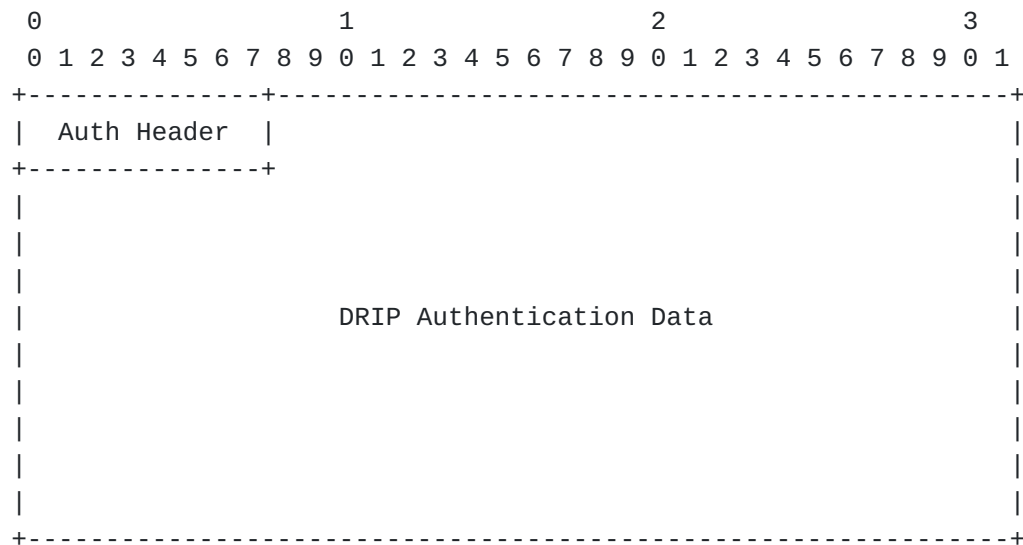 0                   1                   2                   3
 0 1 2 3 4 5 6 7 8 9 0 1 2 3 4 5 6 7 8 9 0 1 2 3 4 5 6 7 8 9 0 1
+---------------+-----------------------------------------------+
|  Auth Header  |                                               |
+---------------+                                               |
|                                                               |
|                                                               |
|                                                               |
|                    DRIP Authentication Data                   |
|                                                               |
|                                                               |
|                                                               |
|                                                               |
|                                                               |
+---------------------------------------------------------------+